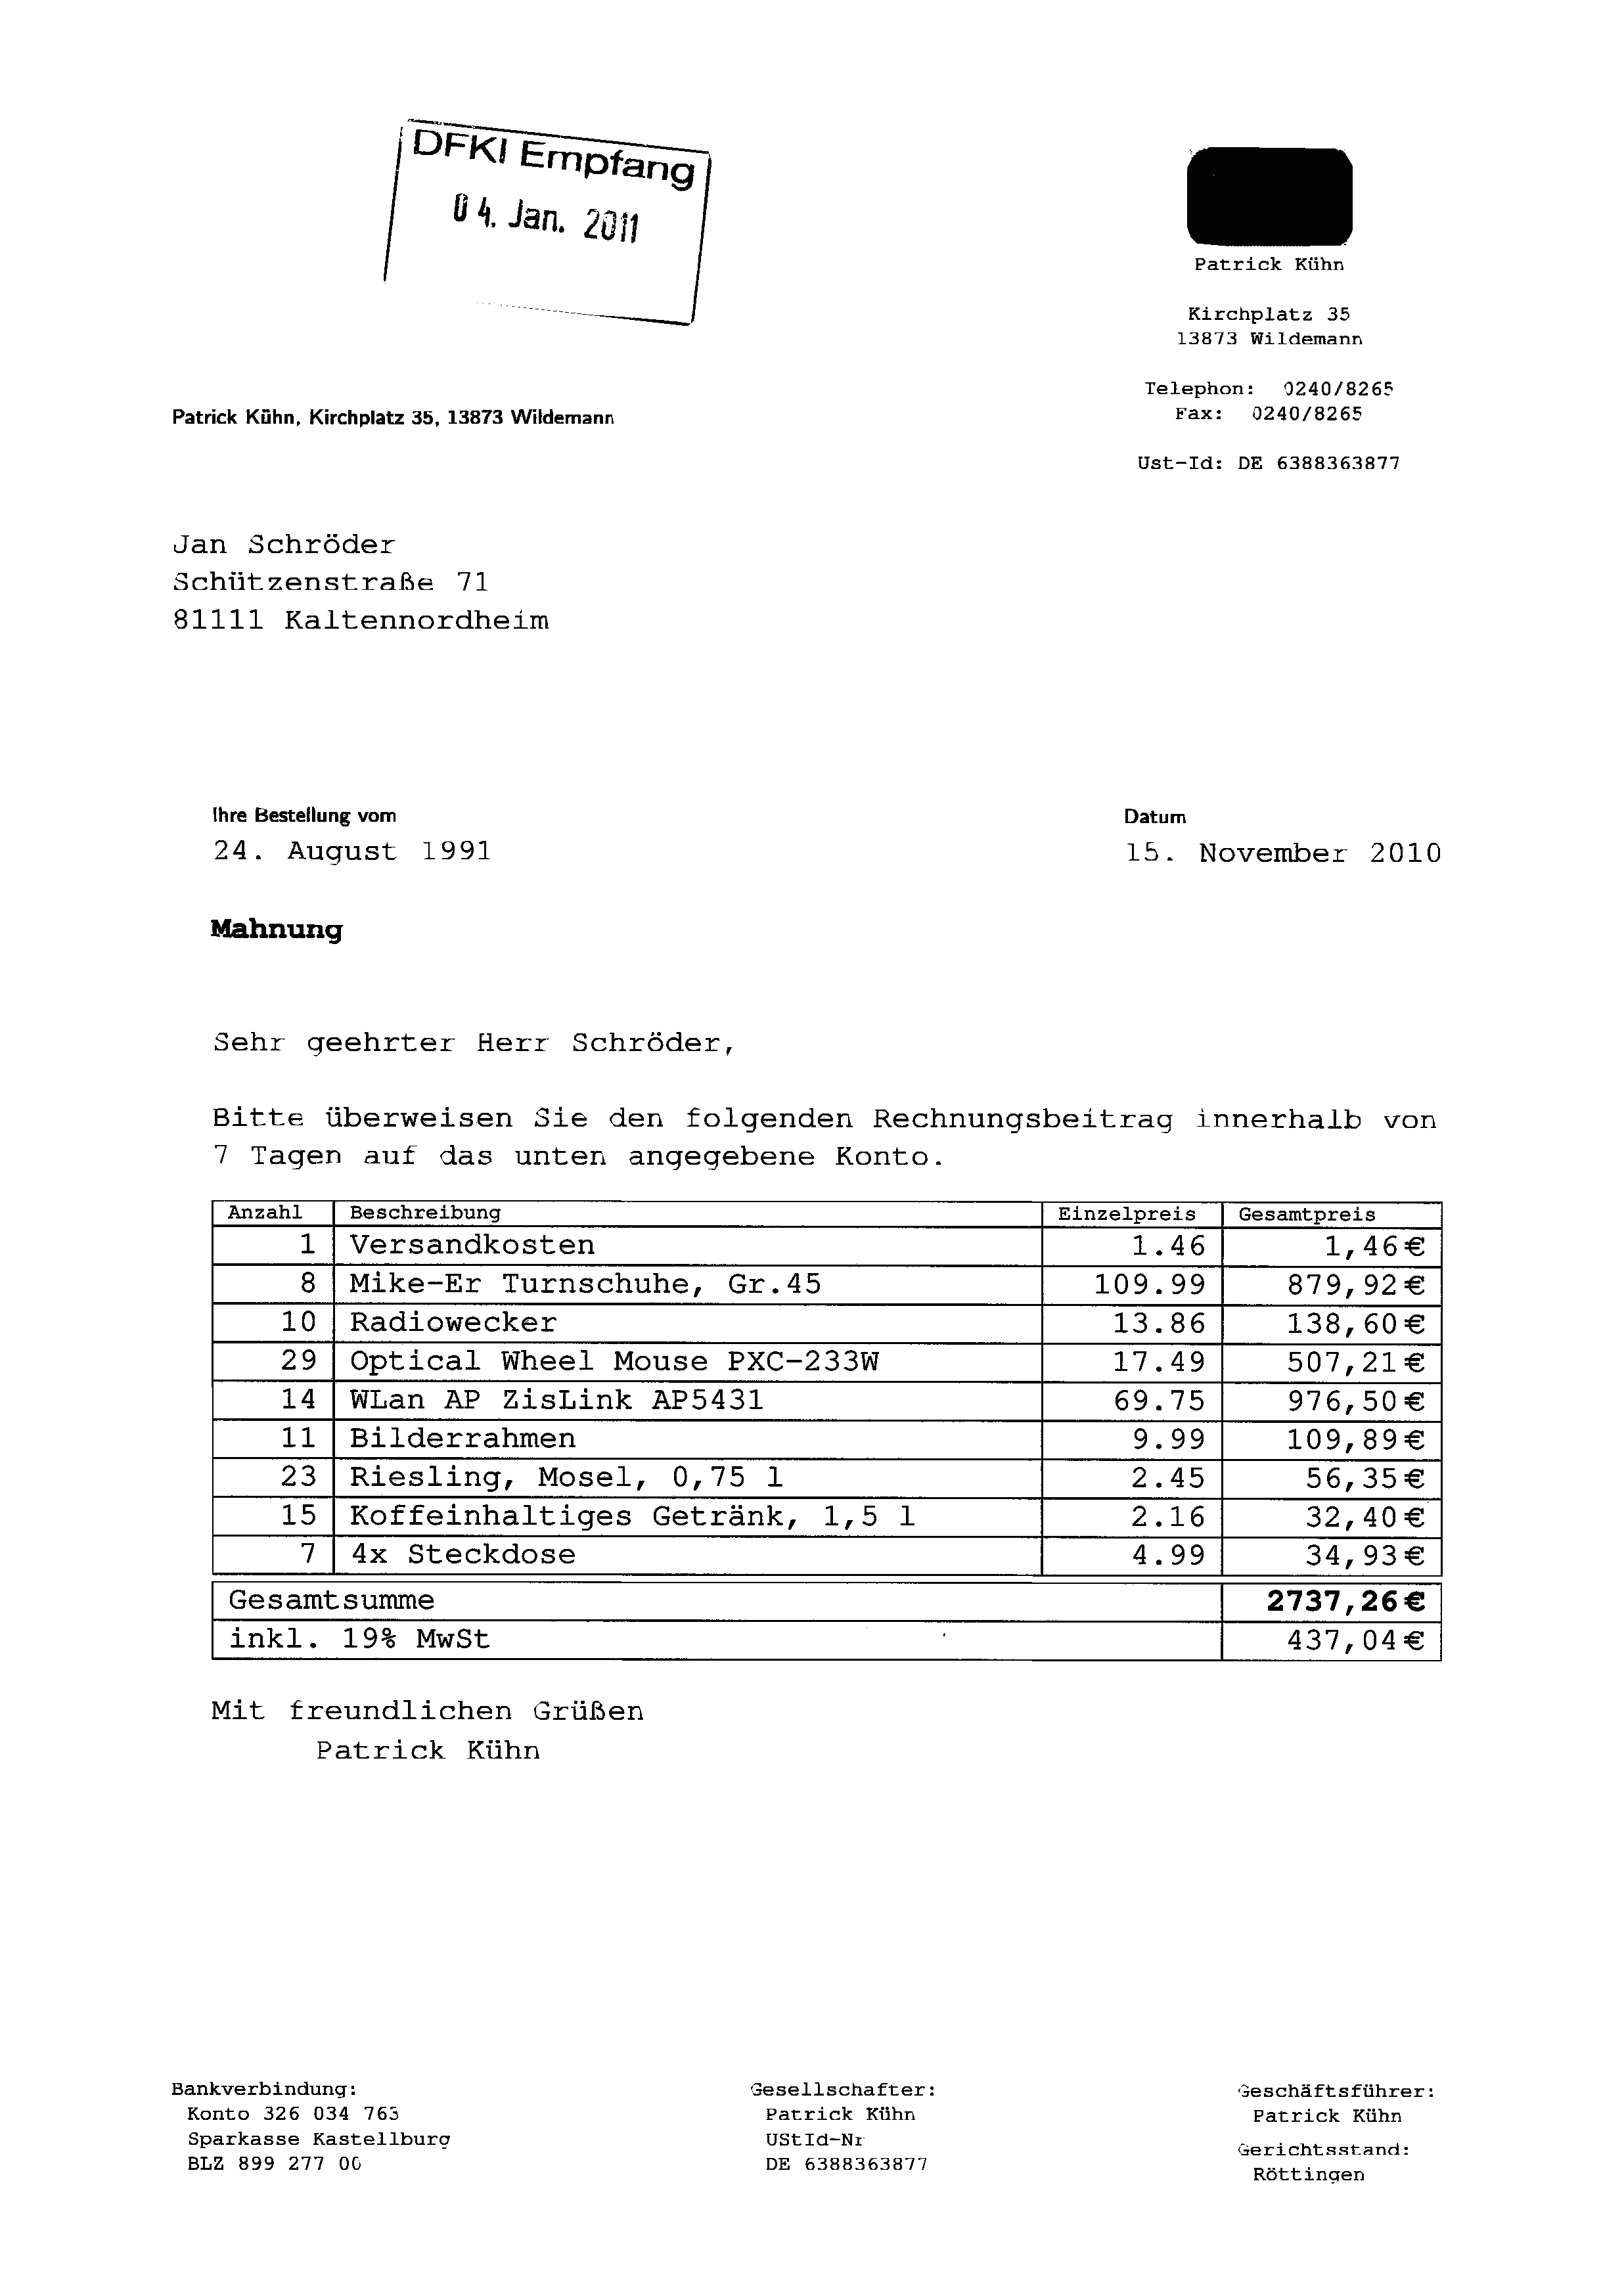 DFKI Empfang
04. Jan. 2011
Patrick Kühn
Kirchplatz 35
13873 Wildemann
Telephon: 0240/8265
Fax: 0240/8265
Ust-Id: DE 6388363877
Patrick Kühn, Kirchplatz 35, 13873 Wildemann
Jan Schröder
Schützenstraße 71
81111 Kaltennordheim
Ihre Bestellung vom Datum
24. August 1991 15. November 2010
Mahnung
Sehr geehrter Herr Schröder,
Bitte überweisen Sie den folgenden Rechnungsbeitrag innerhalb von
7 Tagen auf das unten angegebene Konto.
Anzahl Beschreibung Einzelpreis Gesamtpreis
1 Versandkosten 1.46 1,46€
8 Mike-Er Turnschuhe, Gr.45 109.99 879,92€
10 Radiowecker 13.86 138,60€
29 Optical Wheel Mouse PXC-233W 17.49 507,21€
14 WLan AP ZisLink AP5431 69.75 976,50€
11 Bilderrahmen 9.99 109,89€
23 Riesling, Mosel, 0,75 l 2.45 56,35€
15 Koffeinhaltiges Getränk, 1,5 l 2.16 32,40€
7 4x Steckdose 4.99 34,93€
Gesamtsumme 2737,26€
inkl. 19% MwSt 437,04€
Mit freundlichen Grüßen
Patrick Kühn
Bankverbindung:
Konto 326 034 763
Sparkasse Kastellburg
BLZ 899 277 00
Gesellschafter:
Patrick Kühn
UStId-Nr
DE 6388363877
Geschäftsführer:
Patrick Kühn
Gerichtsstand:
Röttingen